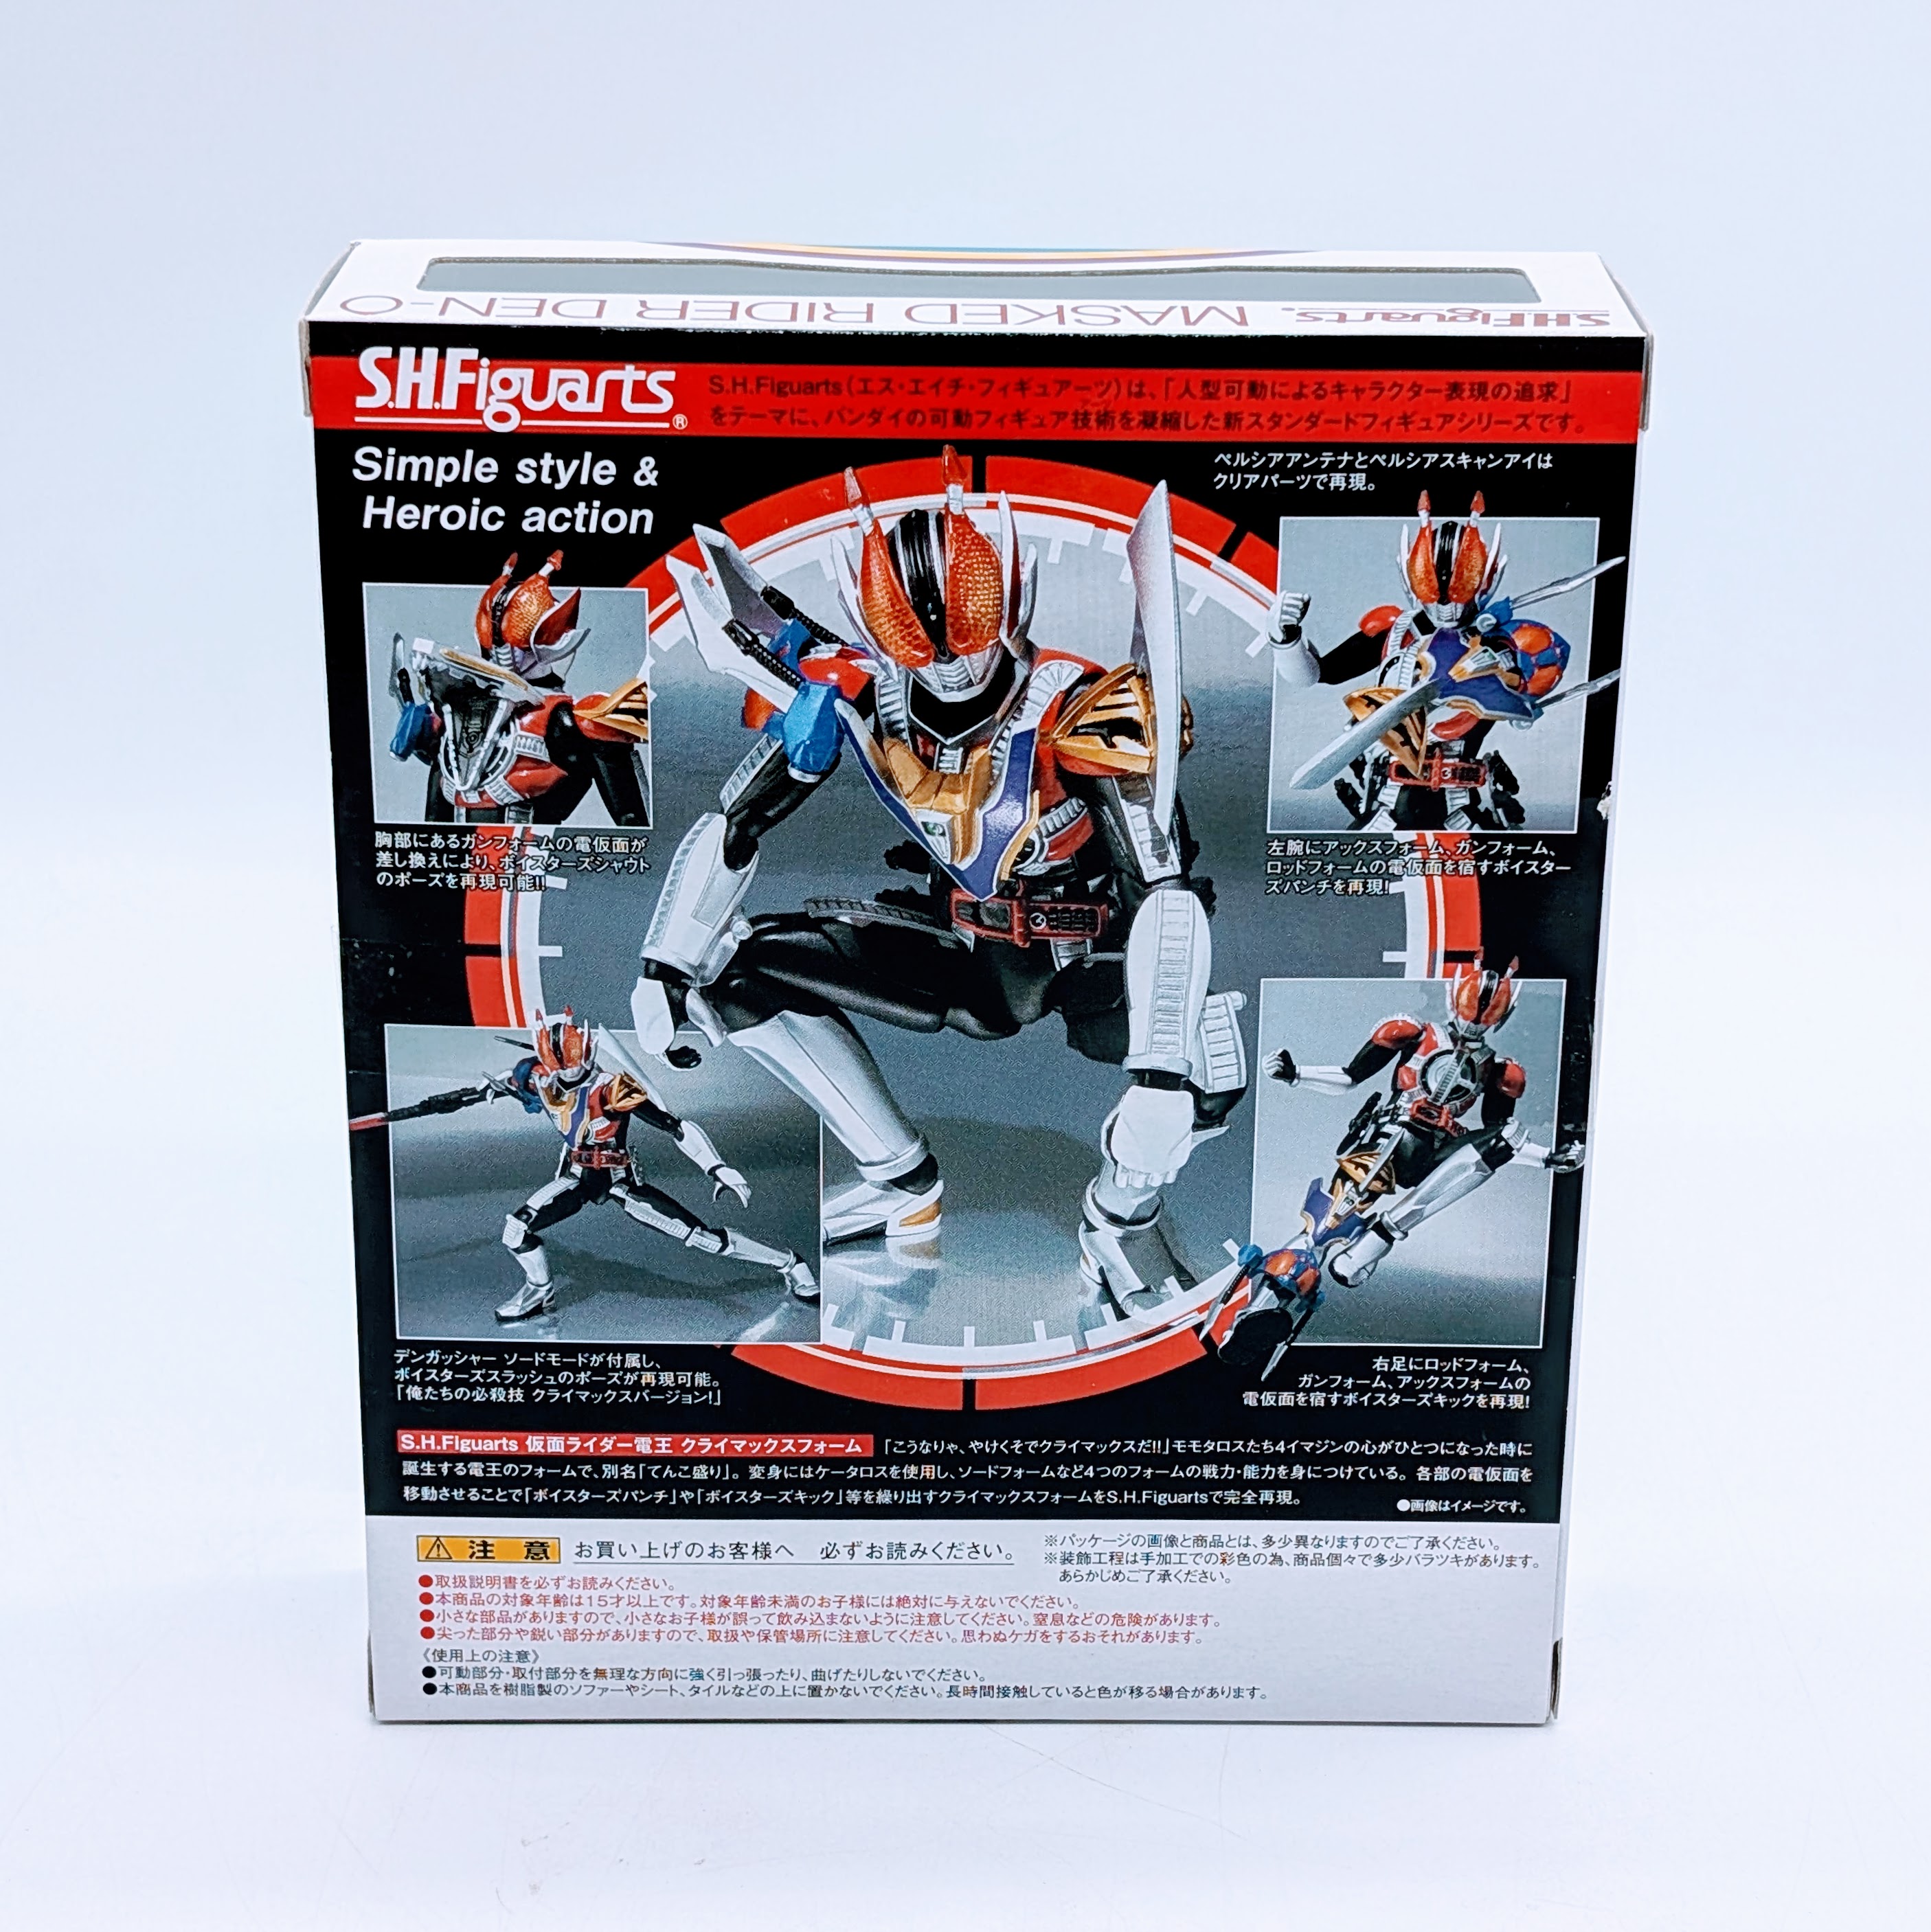 S.H.Figuarts. MASKED RIDER DEN-O
S.H.Figuarts®
S.H.Figuarts(エス・エイチ・フィギュアーツ)は、「人型可動によるキャラクター表現の追求」
をテーマに、バンダイの可動フィギュア技術を凝縮した新スタンダードフィギュアシリーズです。
Simple style &
Heroic action
ペルシアアンテナとペルシアスキャンアイは
クリアパーツで再現。
胸部にあるガンフォームの電仮面が
差し換えにより、ボイスターズシャウト
のポーズを再現可能!!
左腕にアックスフォーム、ガンフォーム、
ロッドフォームの電仮面を宿すボイスター
ズパンチを再現!
デンガッシャー ソードモードが付属し、
ボイスターズスラッシュのポーズが再現可能。
「俺たちの必殺技 クライマックスバージョン!」
右足にロッドフォーム、
ガンフォーム、アックスフォームの
電仮面を宿すボイスターズキックを再現!
S.H.Figuarts 仮面ライダー電王 クライマックスフォーム 「こうなりゃ、やけくそでクライマックスだ!!」モモタロスたち4イマジンの心がひとつになった時に
誕生する電王のフォームで、別名「てんこ盛り」。変身にはケータロスを使用し、ソードフォームなど4つのフォームの戦力・能力を身につけている。各部の電仮面を
移動させることで「ボイスターズパンチ」や「ボイスターズキック」等を繰り出すクライマックスフォームをS.H.Figuartsで完全再現。
●画像はイメージです。
⚠ 注 意 お買い上げのお客様へ 必ずお読みください。
※パッケージの画像と商品とは、多少異なりますのでご了承ください。
※装飾工程は手加工での彩色の為、商品個々で多少バラツキがあります。
あらかじめご了承ください。
●取扱説明書を必ずお読みください。
●本商品の対象年齢は15才以上です。対象年齢未満のお子様には絶対に与えないでください。
●小さな部品がありますので、小さなお子様が誤って飲み込まないように注意してください。窒息などの危険があります。
●尖った部分や鋭い部分がありますので、取扱や保管場所に注意してください。思わぬケガをするおそれがあります。
《使用上の注意》
●可動部分・取付部分を無理な方向に強く引っ張ったり、曲げたりしないでください。
●本商品を樹脂製のソファーやシート、タイルなどの上に置かないでください。長時間接触していると色が移る場合があります。